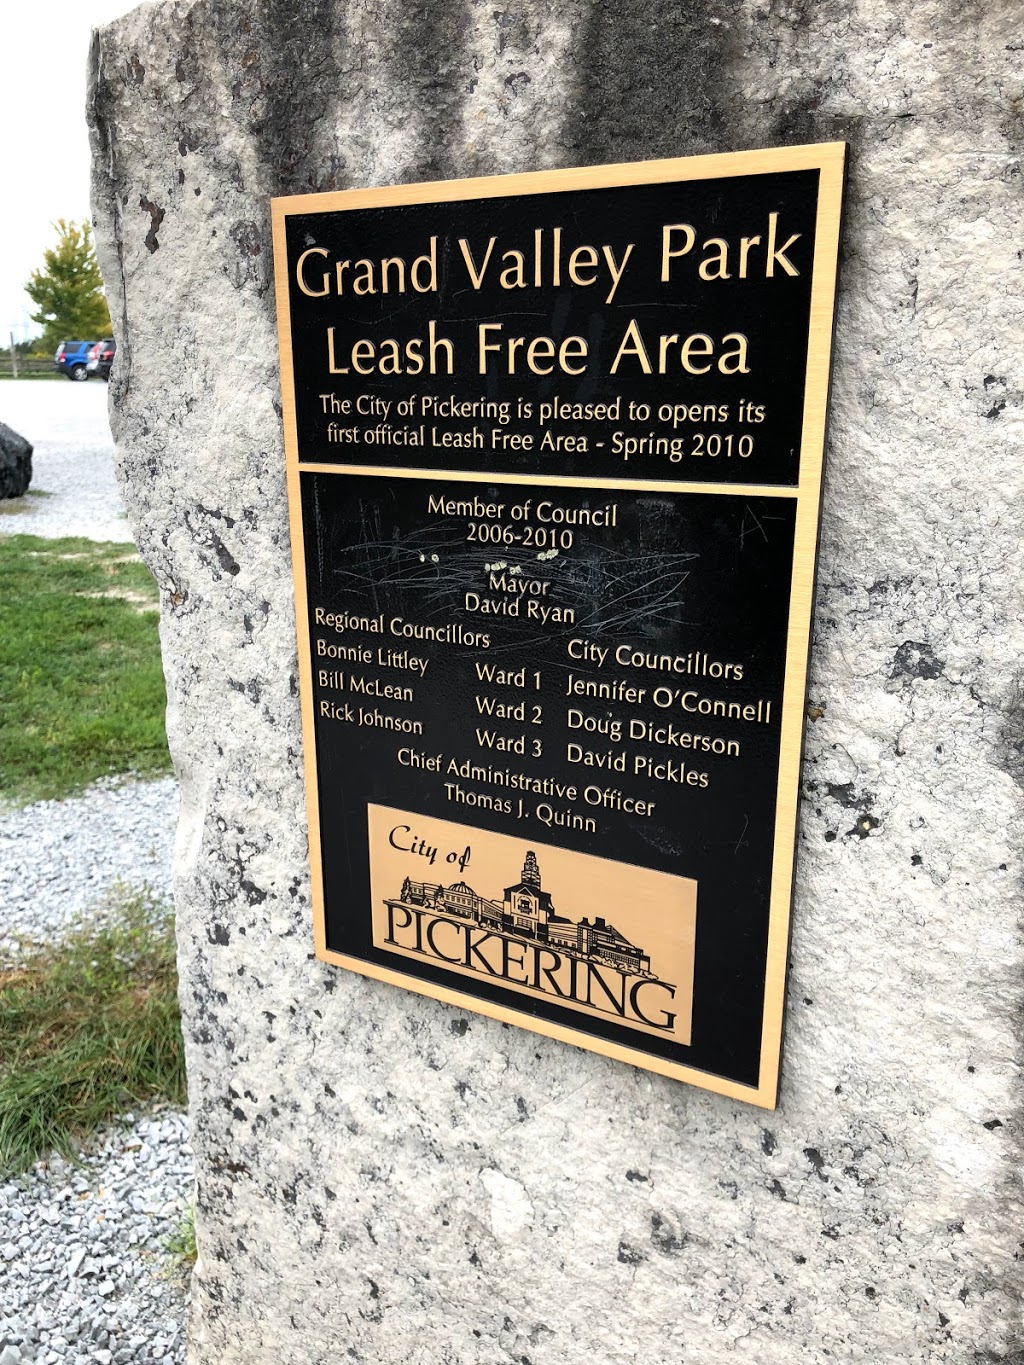 Grand Valley Park
Leash Free Area
The City of Pickering is pleased to opens its
first official Leash Free Area - Spring 2010
Member of Council
2006-2010
Mayor
David Ryan
Regional Councillors City Councillors
Bonnie Littley Ward 1 Jennifer O'Connell
Bill McLean Ward 2 Doug Dickerson
Rick Johnson Ward 3 David Pickles
Chief Administrative Officer
Thomas J. Quinn
City of
PICKERING